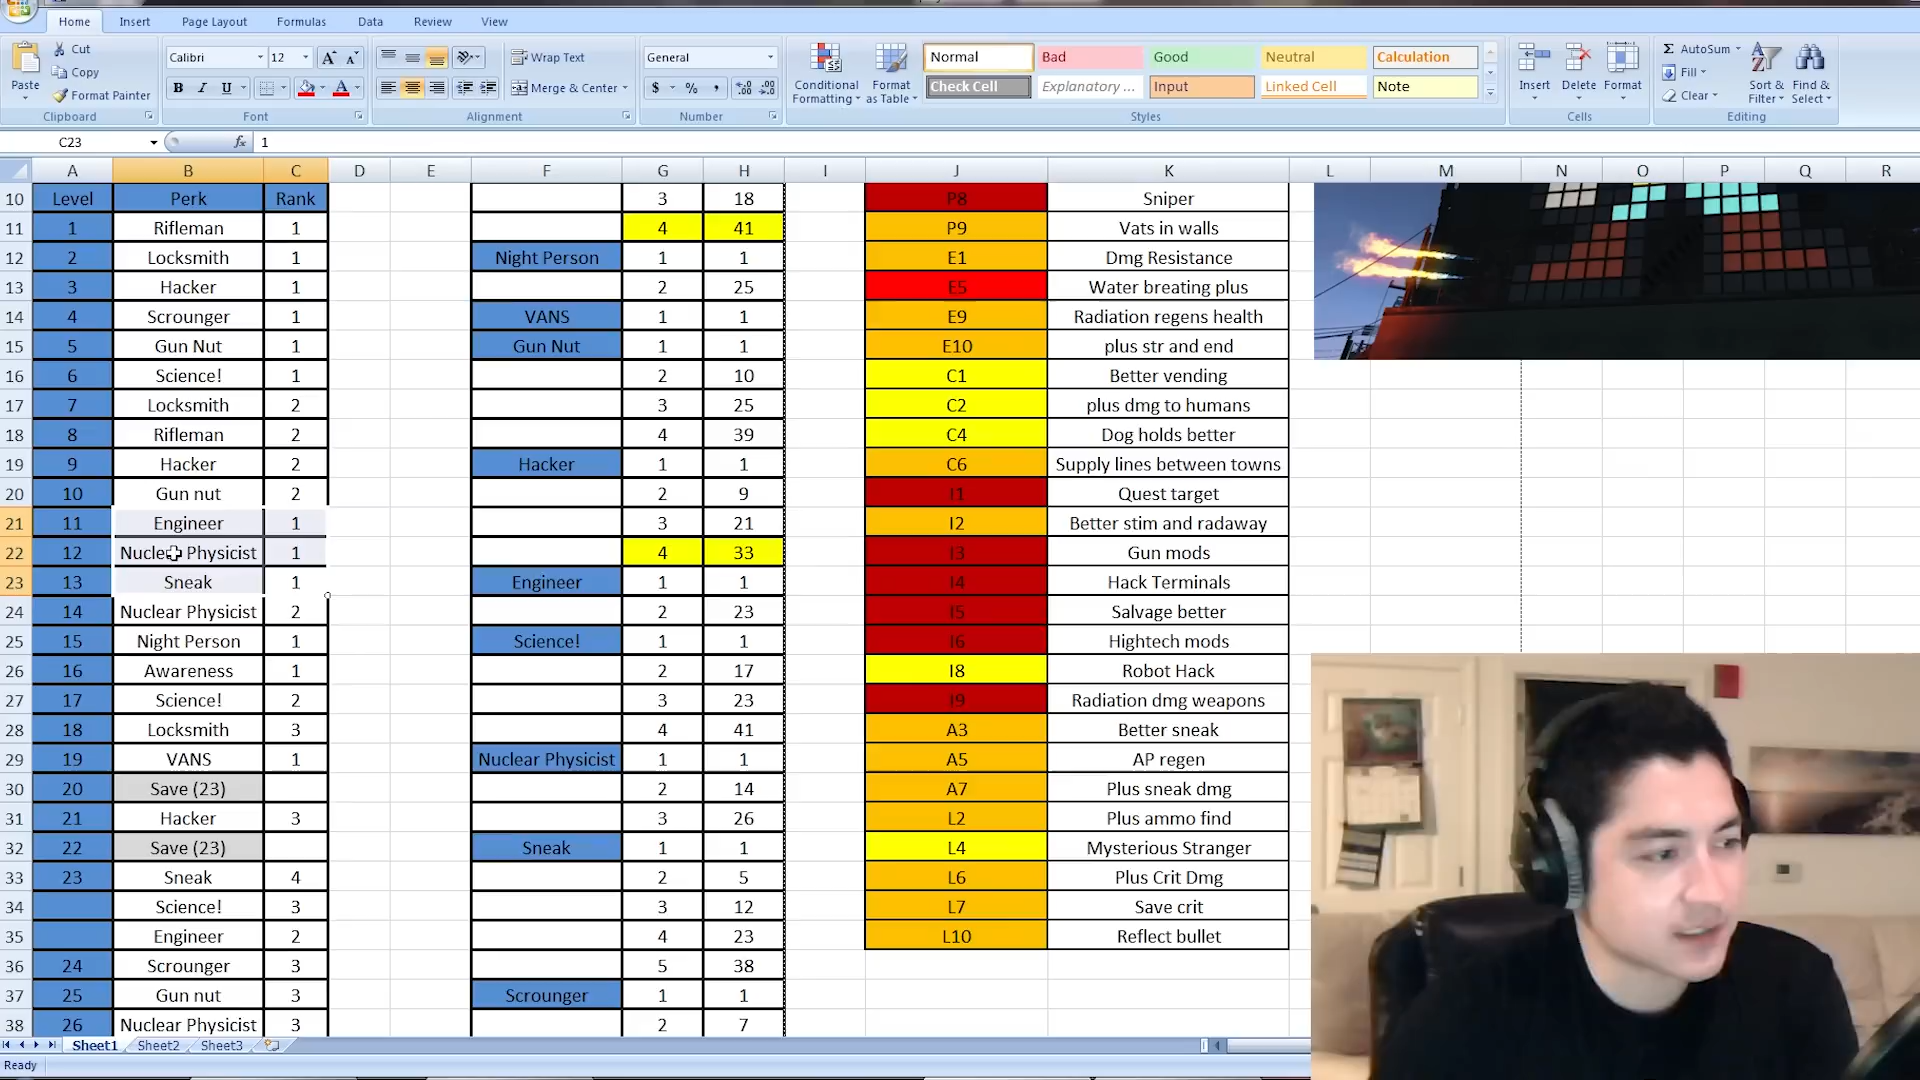 Home Insert Page Layout Formulas Data Review View
Cut Calibri 12 Wrap Text General Normal Bad Good Neutral Calculation AutoSum
Copy Fill
Paste Format Painter B I U Merge & Center $ % , Conditional Formatting Format as Table Check Cell Explanatory ... Input Linked Cell Note Insert Delete Format Clear Sort & Filter Find & Select
Clipboard Font Alignment Number Styles Cells Editing
C23 fx 1
A B C D E F G H I J K L M N O P Q R
10 Level Perk Rank 3 18 P8 Sniper
11 1 Rifleman 1 4 41 P9 Vats in walls
12 2 Locksmith 1 Night Person 1 1 E1 Dmg Resistance
13 3 Hacker 1 2 25 E5 Water breating plus
14 4 Scrounger 1 VANS 1 1 E9 Radiation regens health
15 5 Gun Nut 1 Gun Nut 1 1 E10 plus str and end
16 6 Science! 1 2 10 C1 Better vending
17 7 Locksmith 2 3 25 C2 plus dmg to humans
18 8 Rifleman 2 4 39 C4 Dog holds better
19 9 Hacker 2 Hacker 1 1 C6 Supply lines between towns
20 10 Gun nut 2 2 9 I1 Quest target
21 11 Engineer 1 3 21 I2 Better stim and radaway
22 12 Nuclear Physicist 1 4 33 I3 Gun mods
23 13 Sneak 1 Engineer 1 1 I4 Hack Terminals
24 14 Nuclear Physicist 2 2 23 I5 Salvage better
25 15 Night Person 1 Science! 1 1 I6 Hightech mods
26 16 Awareness 1 2 17 I8 Robot Hack
27 17 Science! 2 3 23 I9 Radiation dmg weapons
28 18 Locksmith 3 4 41 A3 Better sneak
29 19 VANS 1 Nuclear Physicist 1 1 A5 AP regen
30 20 Save (23) 2 14 A7 Plus sneak dmg
31 21 Hacker 3 3 26 L2 Plus ammo find
32 22 Save (23) Sneak 1 1 L4 Mysterious Stranger
33 23 Sneak 4 2 5 L6 Plus Crit Dmg
34 Science! 3 3 12 L7 Save crit
35 Engineer 2 4 23 L10 Reflect bullet
36 24 Scrounger 3 5 38
37 25 Gun nut 3 Scrounger 1 1
38 26 Nuclear Physicist 3 2 7
Sheet1 Sheet2 Sheet3
Ready